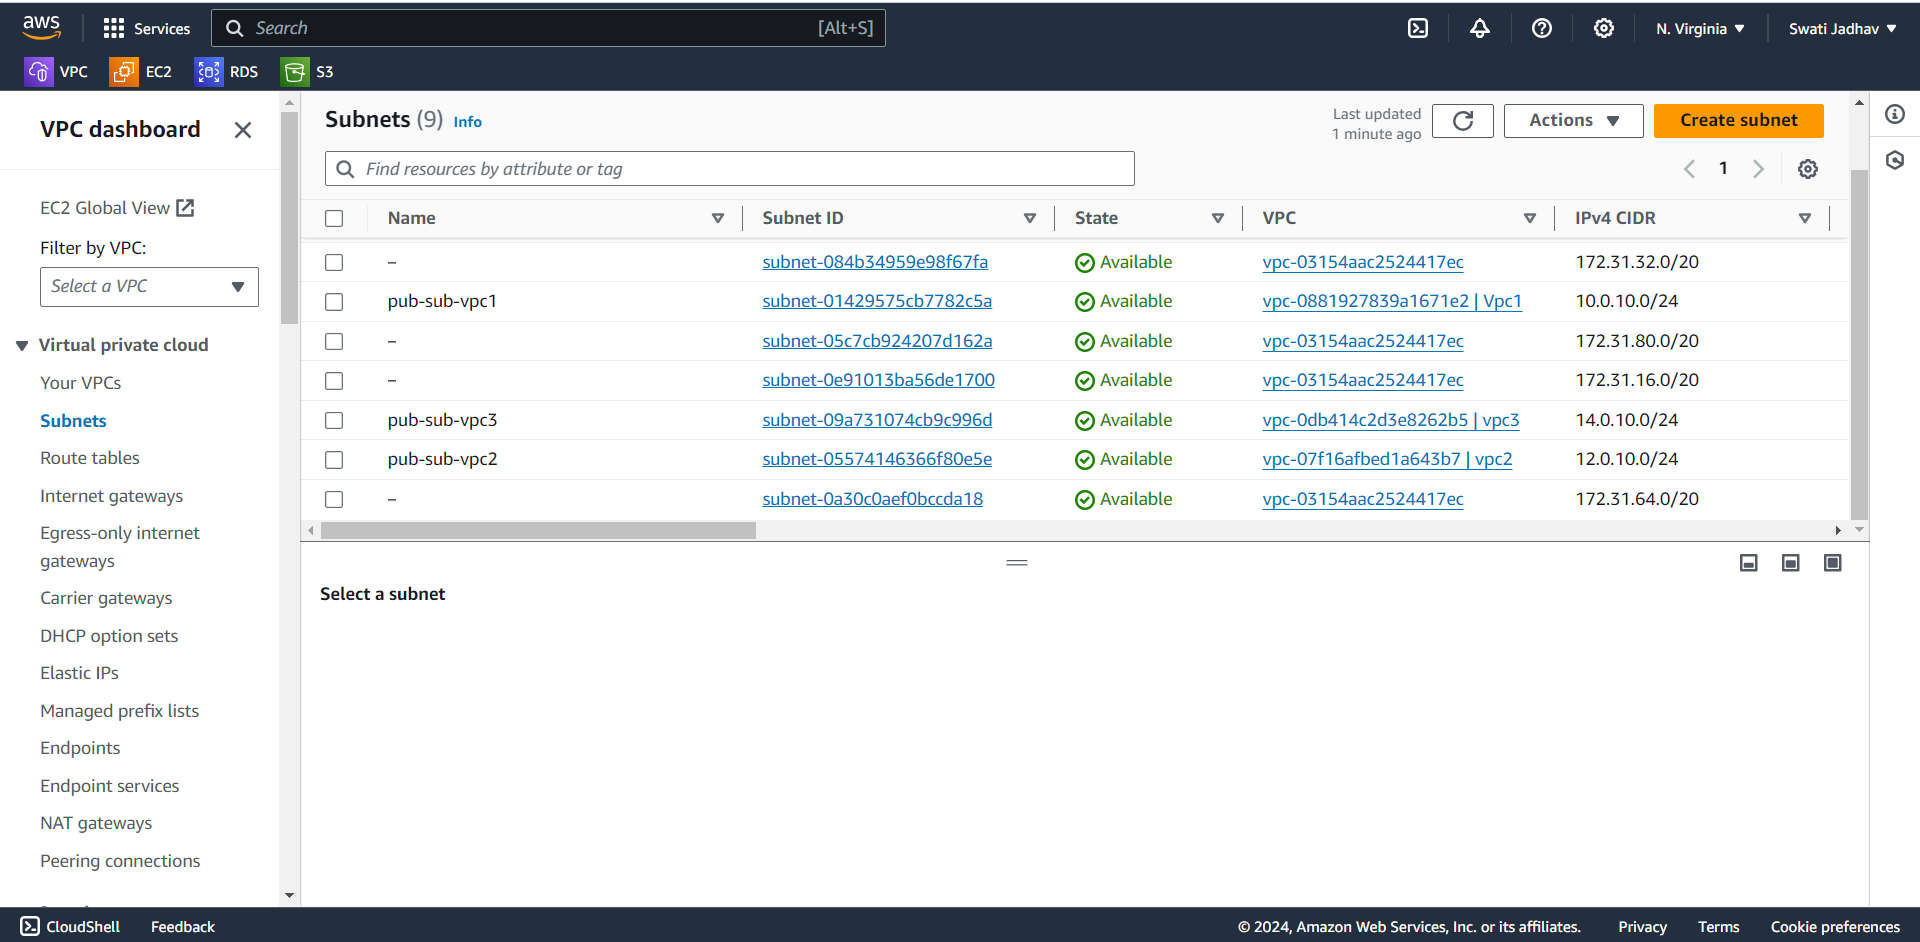 aws
Services
Search
[Alt+S]
N. Virginia
Swati Jadhav
VPC
EC2
RDS
S3
VPC dashboard
EC2 Global View
Filter by VPC:
Select a VPC
Virtual private cloud
Your VPCs
Subnets
Route tables
Internet gateways
Egress-only internet
gateways
Carrier gateways
DHCP option sets
Elastic IPs
Managed prefix lists
Endpoints
Endpoint services
NAT gateways
Peering connections
Subnets (9) Info
Last updated
1 minute ago
Actions
Create subnet
Find resources by attribute or tag
1
Name Subnet ID State VPC IPv4 CIDR
– subnet-084b34959e98f67fa Available vpc-03154aac2524417ec 172.31.32.0/20
pub-sub-vpc1 subnet-01429575cb7782c5a Available vpc-0881927839a1671e2 | Vpc1 10.0.10.0/24
– subnet-05c7cb924207d162a Available vpc-03154aac2524417ec 172.31.80.0/20
– subnet-0e91013ba56de1700 Available vpc-03154aac2524417ec 172.31.16.0/20
pub-sub-vpc3 subnet-09a731074cb9c996d Available vpc-0db414c2d3e8262b5 | vpc3 14.0.10.0/24
pub-sub-vpc2 subnet-05574146366f80e5e Available vpc-07f16afbed1a643b7 | vpc2 12.0.10.0/24
– subnet-0a30c0aef0bccda18 Available vpc-03154aac2524417ec 172.31.64.0/20
Select a subnet
CloudShell
Feedback
© 2024, Amazon Web Services, Inc. or its affiliates.
Privacy
Terms
Cookie preferences